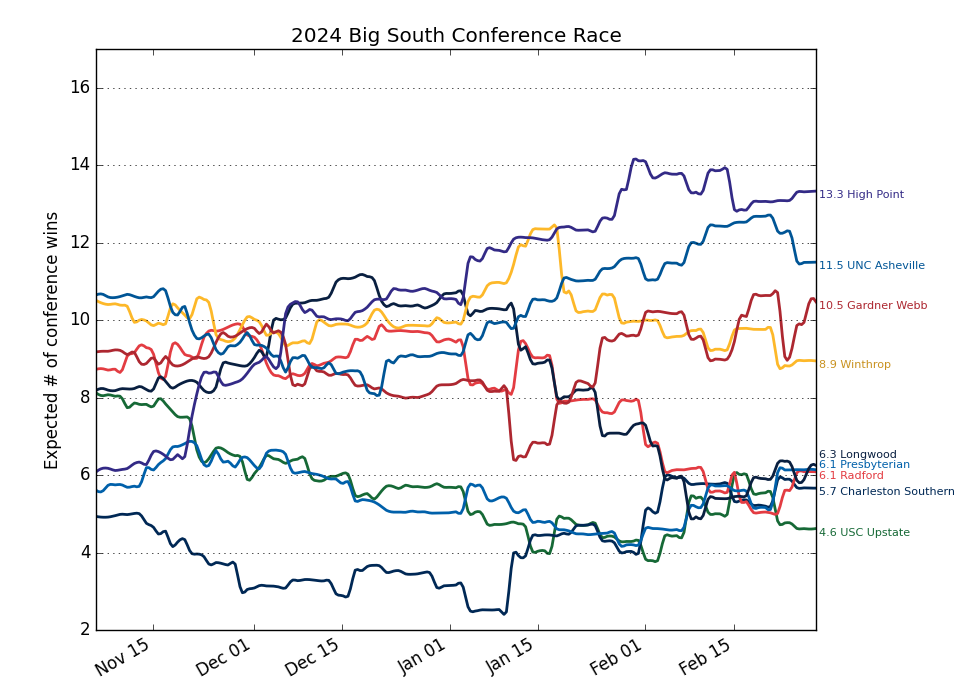 2024 Big South Conference Race
Expected # of conference wins
16
14
12
10
8
6
4
2
Nov 15
Dec 01
Dec 15
Jan 01
Jan 15
Feb 01
Feb 15
13.3 High Point
11.5 UNC Asheville
10.5 Gardner Webb
8.9 Winthrop
6.3 Longwood
6.1 Presbyterian
6.1 Radford
5.7 Charleston Southern
4.6 USC Upstate